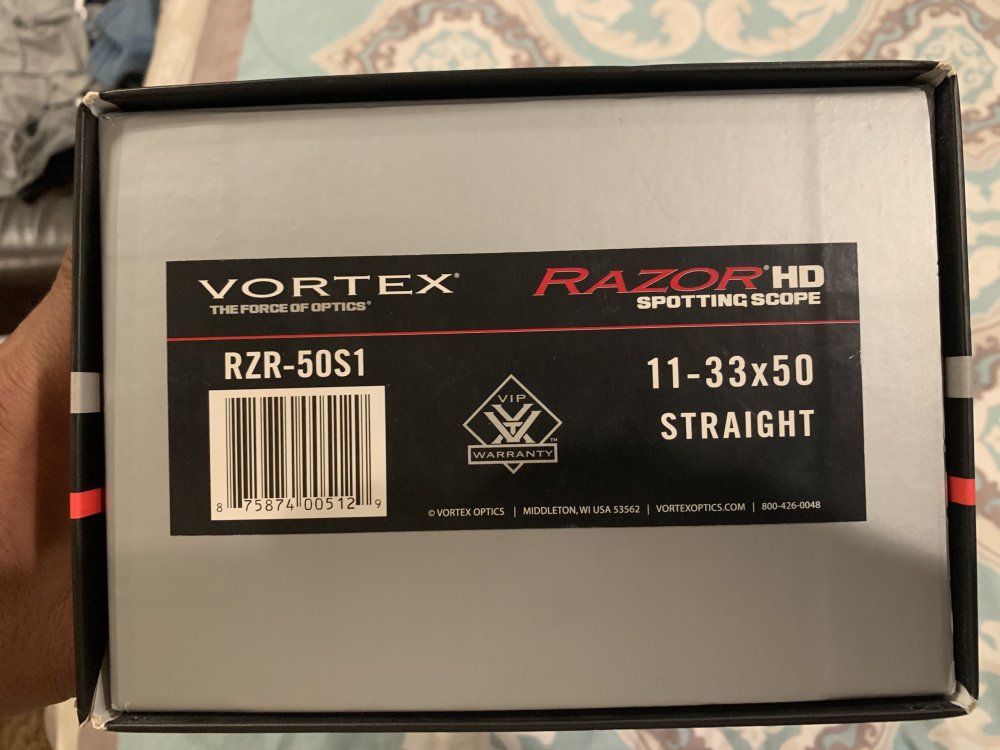 VORTEX®
THE FORCE OF OPTICS®
RAZOR® HD
SPOTTING SCOPE
RZR-50S1
11-33x50
STRAIGHT
VIP
WARRANTY™
8 75874 00512 9
© VORTEX OPTICS | MIDDLETON, WI USA 53562 | VORTEXOPTICS.COM | 800-426-0048